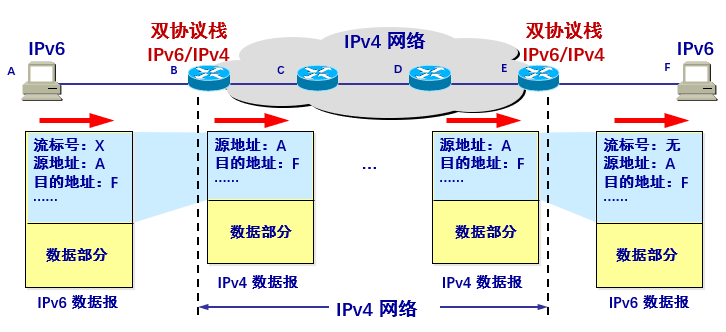 双协议栈
IPv6/IPv4
IPv4 网络
双协议栈
IPv6/IPv4
IPv6
IPv6
A
B
C
D
E
F
流标号：X
源地址：A
目的地址：F
……
数据部分
IPv6 数据报
源地址：A
目的地址：F
……
数据部分
IPv4 数据报
…
源地址：A
目的地址：F
……
数据部分
IPv4 数据报
流标号：无
源地址：A
目的地址：F
……
数据部分
IPv6 数据报
IPv4 网络